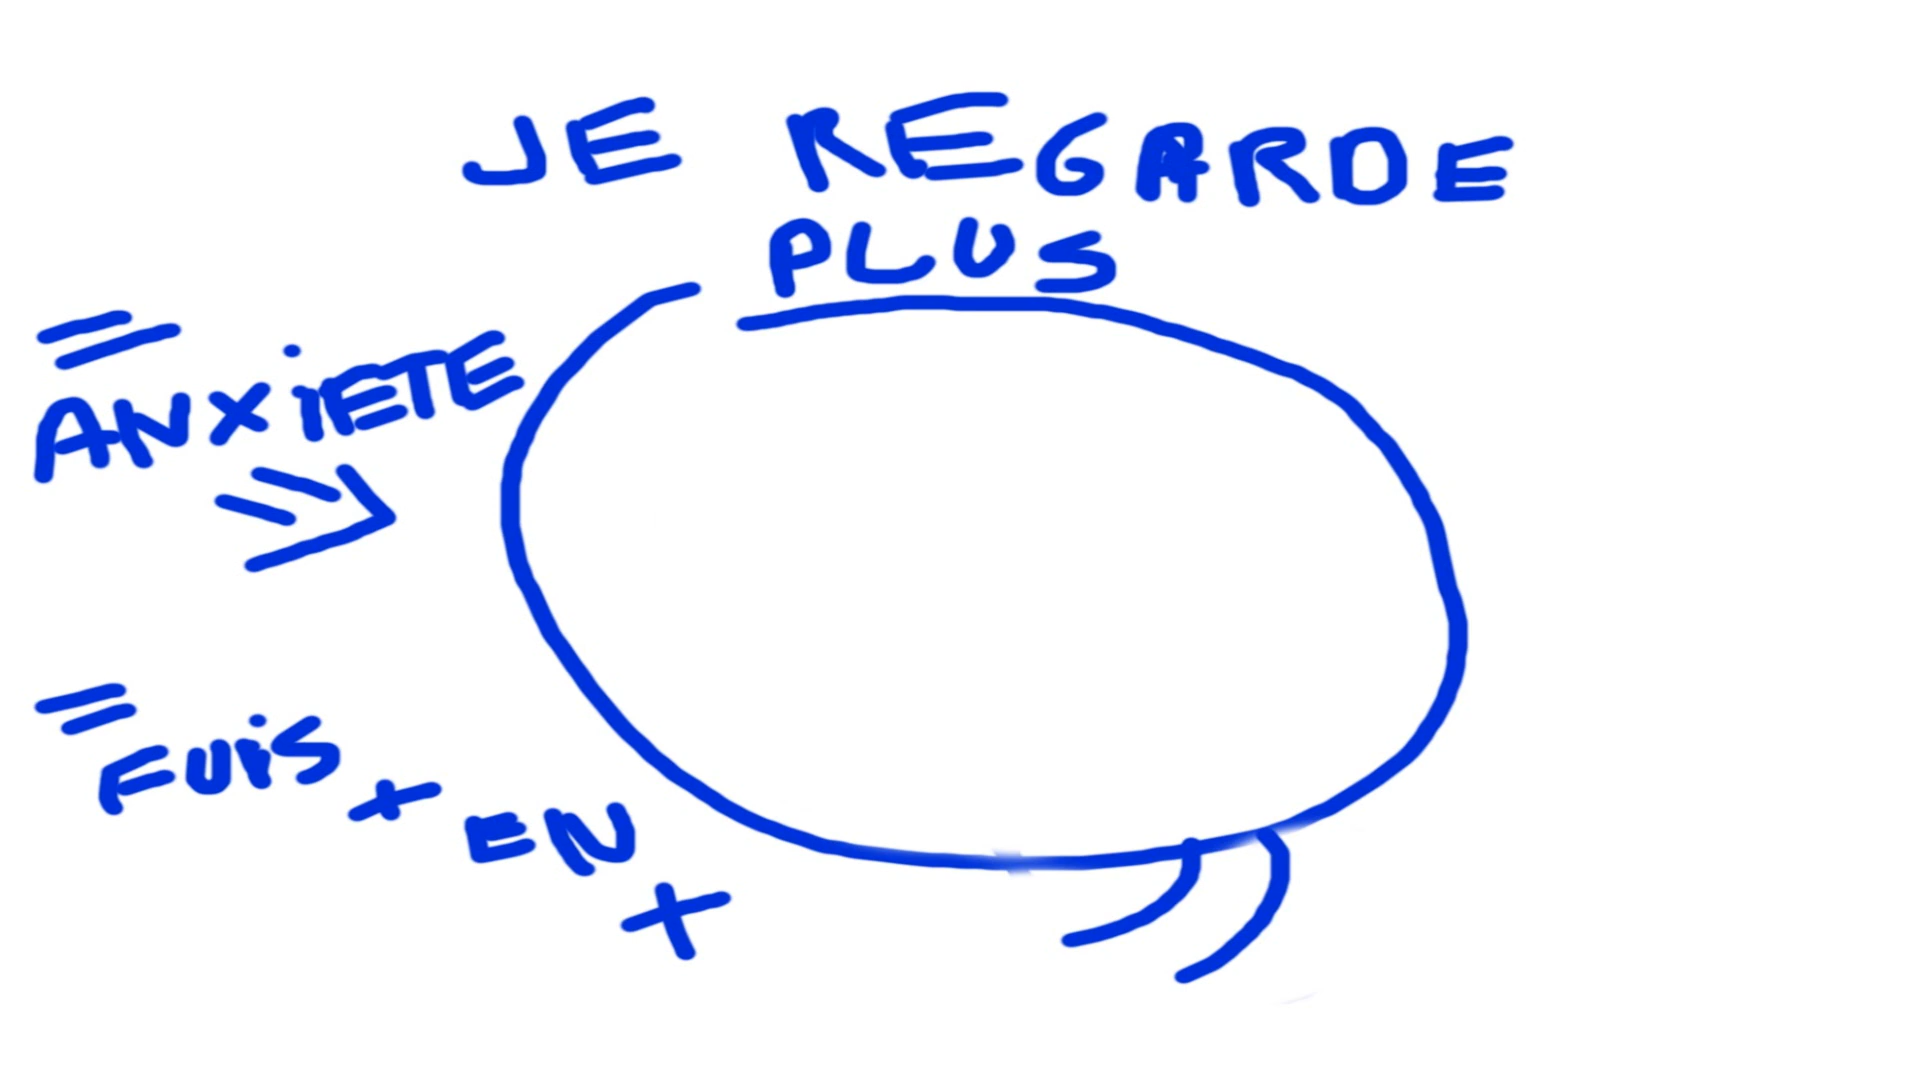 JE REGARDE
PLUS
ANXiETE
FUiS + EN
+